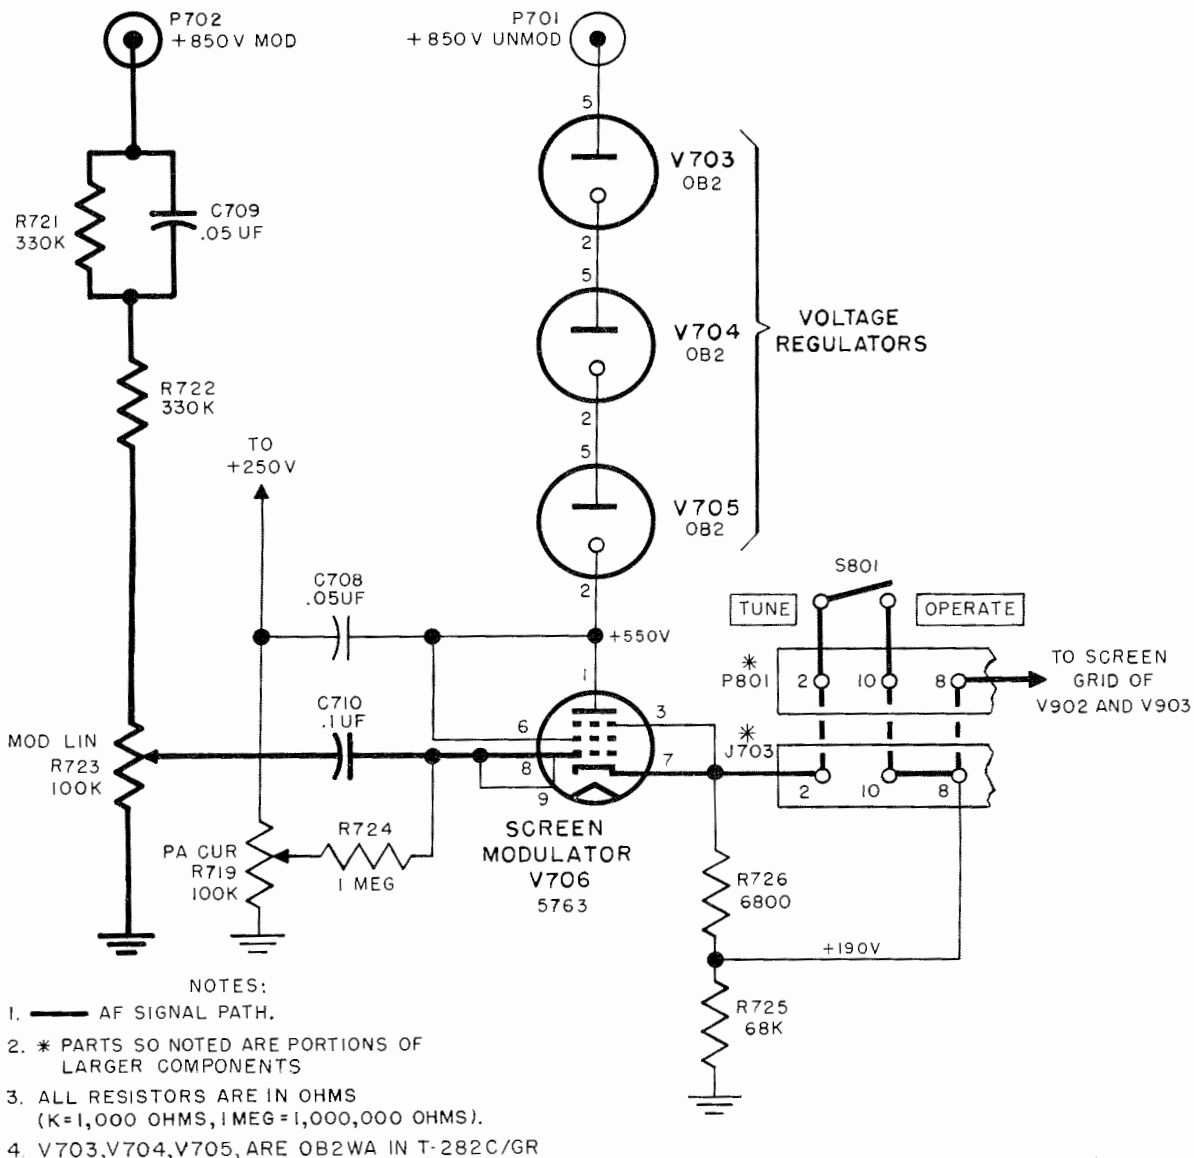 P702
+850V MOD
P701
+850V UNMOD
5
V703
OB2
2
R721
330K
C709
.05 UF
5
V704
OB2
2
VOLTAGE
REGULATORS
R722
330K
TO
+250V
5
V705
OB2
2
C708
.05UF
+550V
S801
TUNE
OPERATE
*
P801
2
10
8
TO SCREEN
GRID OF
V902 AND V903
1
C710
.1UF
6
3
MOD LIN
R723
100K
8
7
9
*
J703
2
10
8
R724
1 MEG
PA CUR
R719
100K
SCREEN
MODULATOR
V706
5763
R726
6800
+190V
R725
68K
NOTES:
1. AF SIGNAL PATH.
2. * PARTS SO NOTED ARE PORTIONS OF
LARGER COMPONENTS
3. ALL RESISTORS ARE IN OHMS
(K=1,000 OHMS, 1 MEG=1,000,000 OHMS).
4. V703,V704,V705, ARE OB2WA IN T-282C/GR